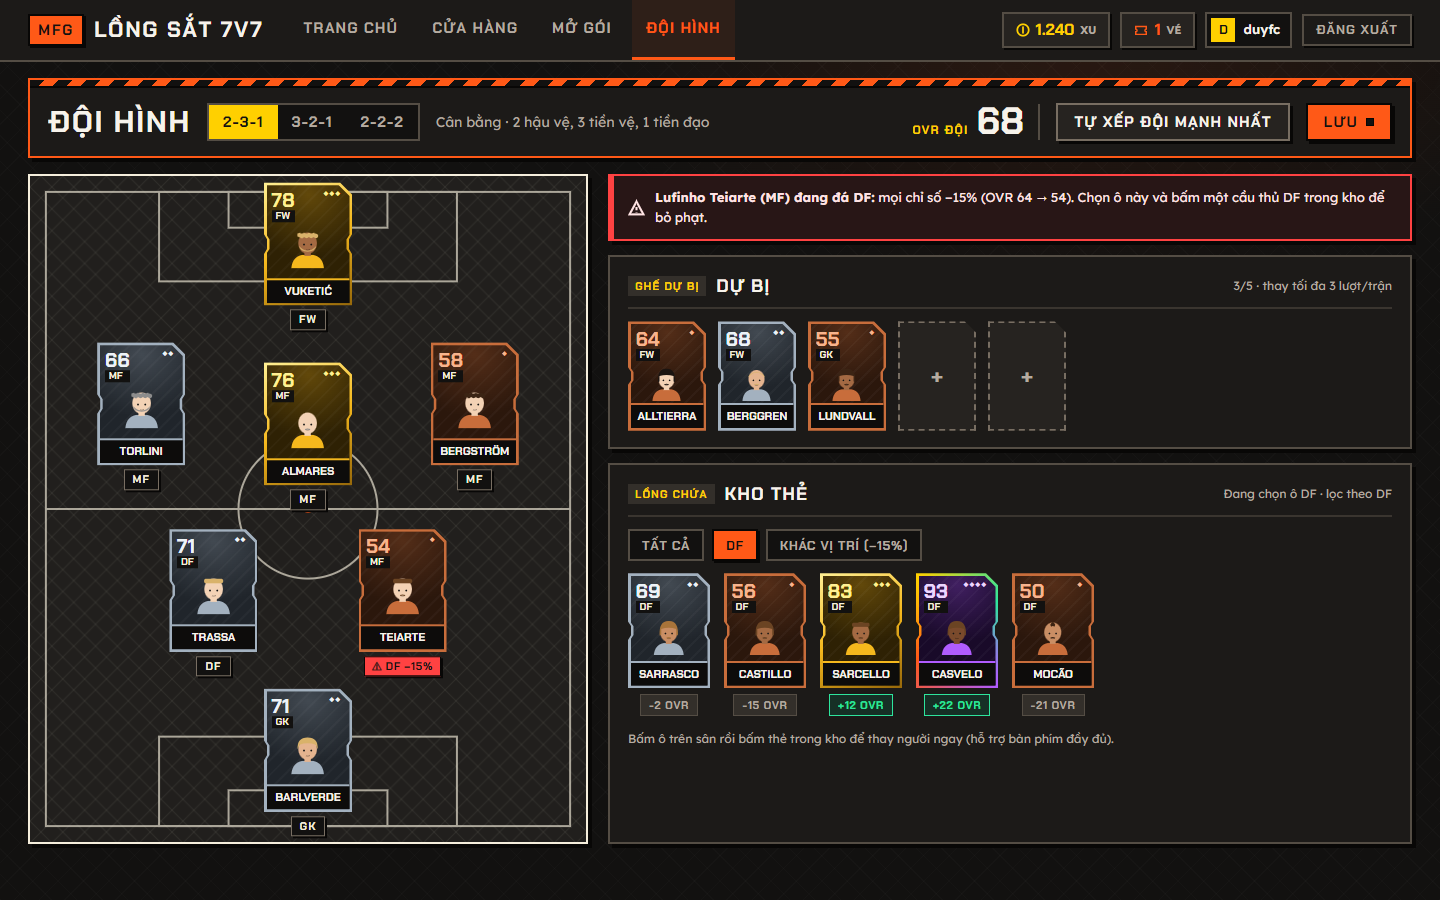 MFG LỒNG SẮT 7V7 TRANG CHỦ CỬA HÀNG MỞ GÓI ĐỘI HÌNH 1.240 XU 1 VÉ D duyfc ĐĂNG XUẤT
ĐỘI HÌNH 2-3-1 3-2-1 2-2-2 Cân bằng · 2 hậu vệ, 3 tiền vệ, 1 tiền đạo OVR ĐỘI 68 TỰ XẾP ĐỘI MẠNH NHẤT LƯU
78
FW
VUKETIĆ
FW
66
MF
TORLINI
MF
76
MF
ALMARES
MF
58
MF
BERGSTRÖM
MF
71
DF
TRASSA
DF
54
MF
TEIARTE
⚠ DF −15%
71
GK
BARLVERDE
GK
Lufinho Teiarte (MF) đang đá DF: mọi chỉ số −15% (OVR 64 → 54). Chọn ô này và bấm một cầu thủ DF trong kho để
bỏ phạt.
GHẾ DỰ BỊ DỰ BỊ 3/5 · thay tối đa 3 lượt/trận
64
FW
ALLTIERRA
68
FW
BERGGREN
55
GK
LUNDVALL
+
+
LỒNG CHỨA KHO THẺ Đang chọn ô DF · lọc theo DF
TẤT CẢ DF KHÁC VỊ TRÍ (−15%)
69
DF
SARRASCO
-2 OVR
56
DF
CASTILLO
-15 OVR
83
DF
SARCELLO
+12 OVR
93
DF
CASVELO
+22 OVR
50
DF
MOCÃO
-21 OVR
Bấm ô trên sân rồi bấm thẻ trong kho để thay người ngay (hỗ trợ bàn phím đầy đủ).